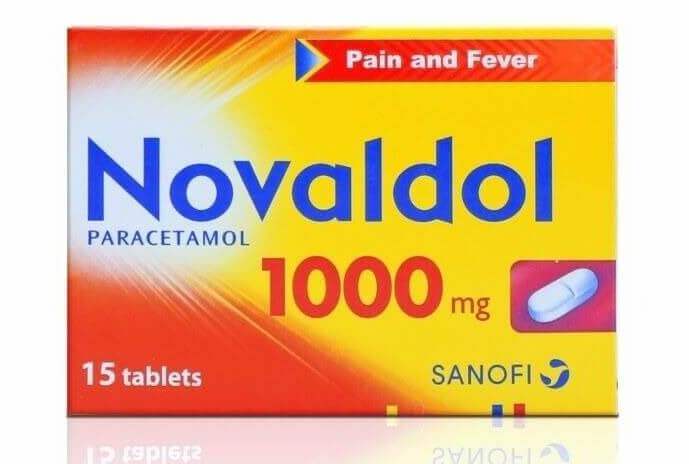 Pain and Fever
Novaldol
PARACETAMOL
1000 mg
15 tablets
SANOFI